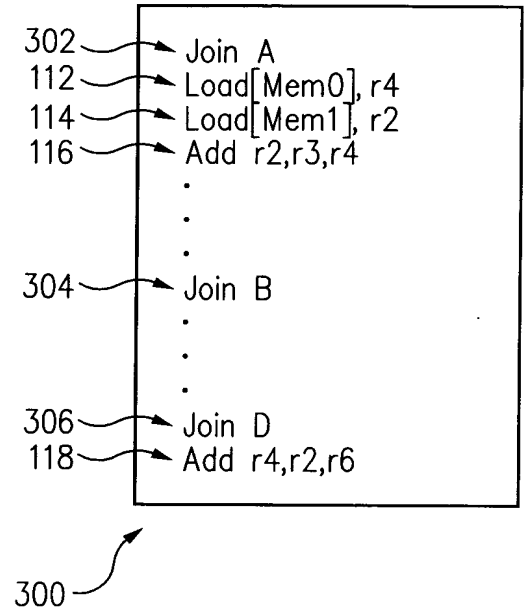 302 Join A
112 Load[Mem0], r4
114 Load[Mem1], r2
116 Add r2,r3,r4
.
.
.
304 Join B
.
.
.
306 Join D
118 Add r4,r2,r6
300